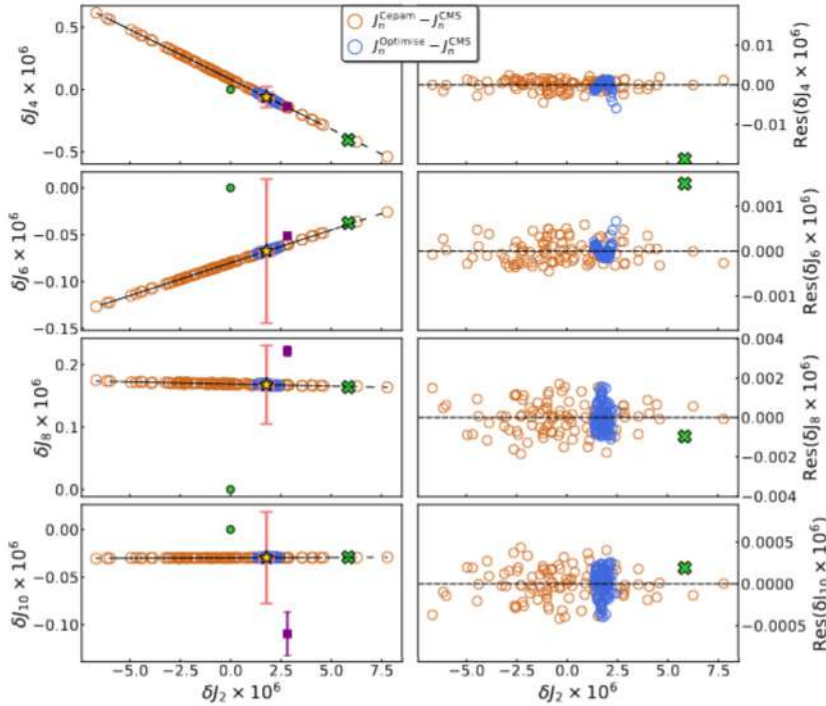 J_n^Cepam − J_n^CMS
J_n^Optimise − J_n^CMS
δJ_4 × 10^6
0.5
0.0
−0.5
Res(δJ_4 × 10^6
0.01
0.00
−0.01
δJ_6 × 10^6
0.00
−0.05
−0.10
−0.15
Res(δJ_6 × 10^6
0.001
0.000
−0.001
δJ_8 × 10^6
0.2
0.1
0.0
Res(δJ_8 × 10^6
0.004
0.002
0.000
−0.002
−0.004
δJ_10 × 10^6
0.00
−0.05
−0.10
Res(δJ_10 × 10^6
0.0005
0.0000
−0.0005
−5.0 −2.5 0.0 2.5 5.0 7.5
−5.0 −2.5 0.0 2.5 5.0 7.5
δJ_2 × 10^6
δJ_2 × 10^6